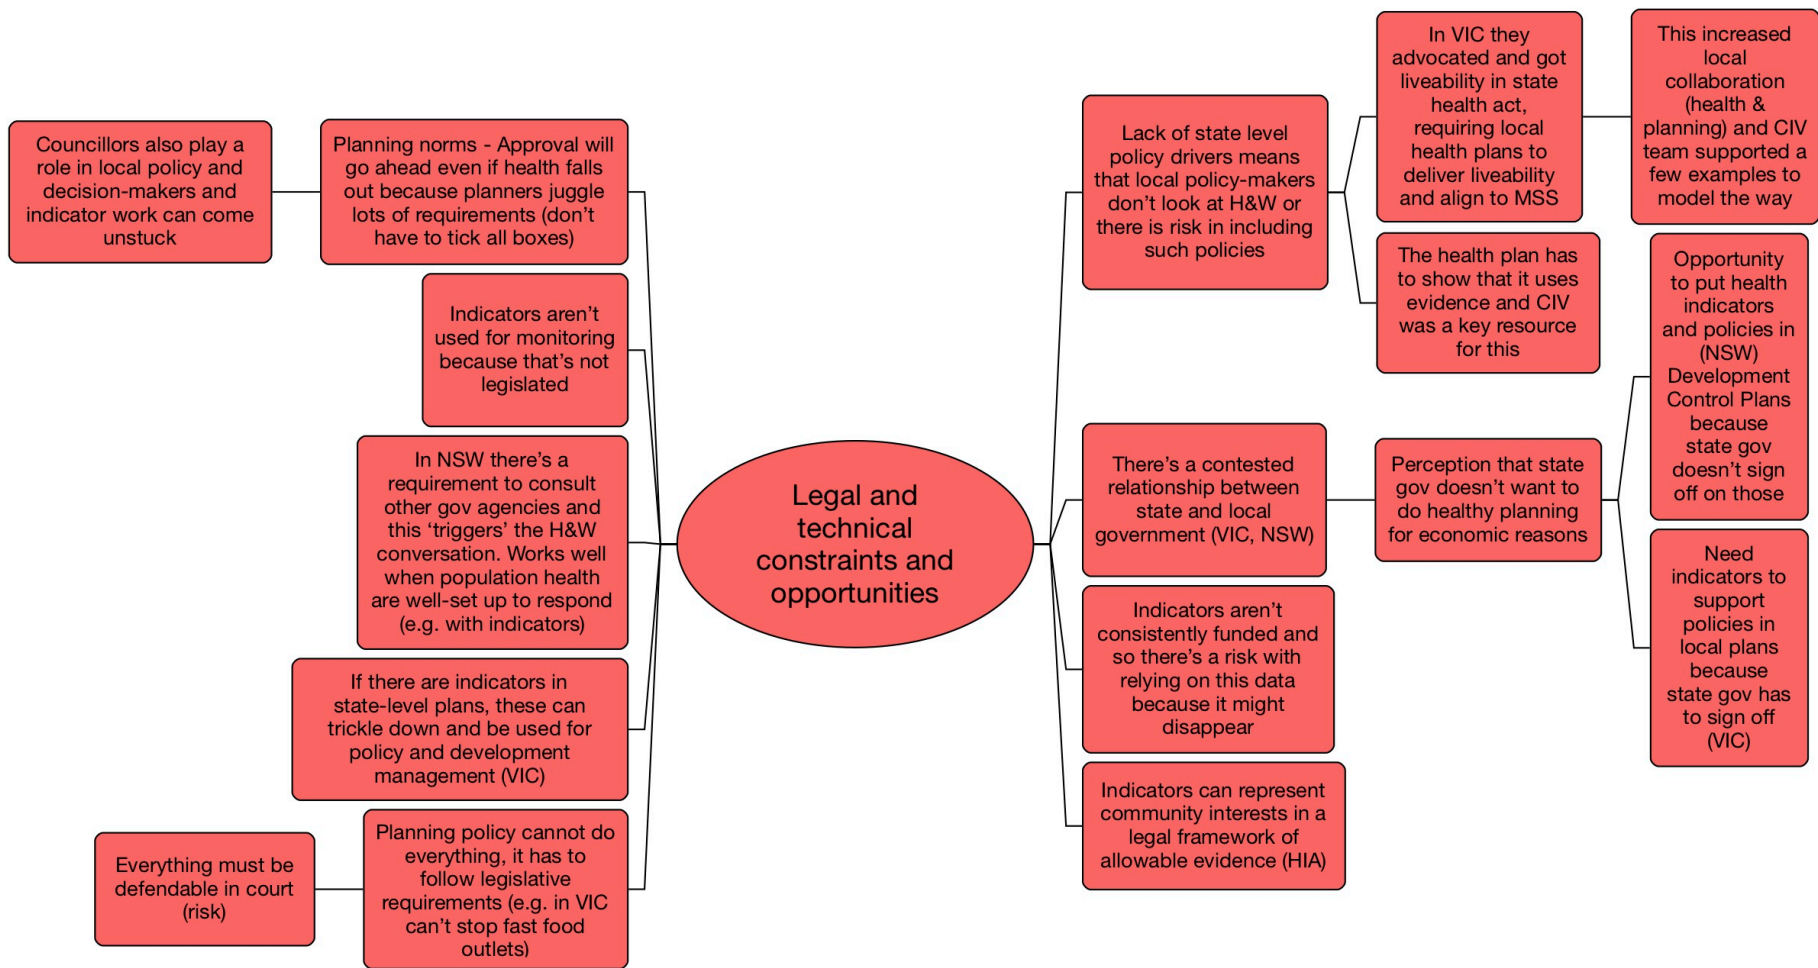 Councillors also play a
role in local policy and
decision-makers and
indicator work can come
unstuck
Planning norms - Approval will
go ahead even if health falls
out because planners juggle
lots of requirements (don’t
have to tick all boxes)
Indicators aren’t
used for monitoring
because that’s not
legislated
In NSW there’s a
requirement to consult
other gov agencies and
this ‘triggers’ the H&W
conversation. Works well
when population health
are well-set up to respond
(e.g. with indicators)
If there are indicators in
state-level plans, these can
trickle down and be used for
policy and development
management (VIC)
Everything must be
defendable in court
(risk)
Planning policy cannot do
everything, it has to
follow legislative
requirements (e.g. in VIC
can’t stop fast food
outlets)
Legal and
technical
constraints and
opportunities
Lack of state level
policy drivers means
that local policy-makers
don’t look at H&W or
there is risk in including
such policies
In VIC they
advocated and got
liveability in state
health act,
requiring local
health plans to
deliver liveability
and align to MSS
This increased
local
collaboration
(health &
planning) and CIV
team supported a
few examples to
model the way
The health plan has
to show that it uses
evidence and CIV
was a key resource
for this
There’s a contested
relationship between
state and local
government (VIC, NSW)
Perception that state
gov doesn’t want to
do healthy planning
for economic reasons
Opportunity
to put health
indicators
and policies in
(NSW)
Development
Control Plans
because
state gov
doesn’t sign
off on those
Need
indicators to
support
policies in
local plans
because
state gov has
to sign off
(VIC)
Indicators aren’t
consistently funded and
so there’s a risk with
relying on this data
because it might
disappear
Indicators can represent
community interests in a
legal framework of
allowable evidence (HIA)